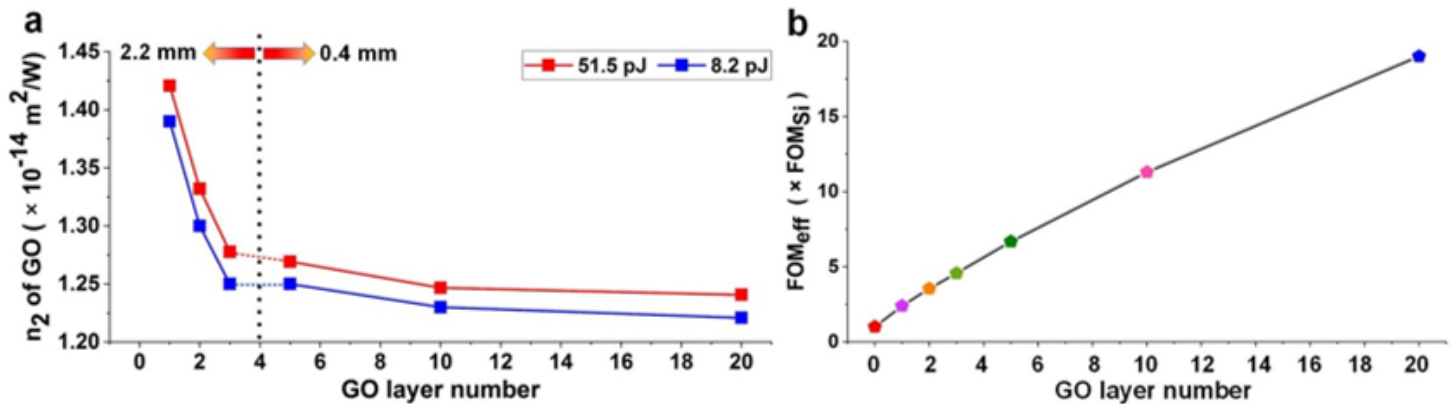 a
2.2 mm 0.4 mm
51.5 pJ 8.2 pJ
n₂ of GO ( × 10⁻¹⁴ m²/W)
1.45
1.40
1.35
1.30
1.25
1.20
0 2 4 6 8 10 12 14 16 18 20
GO layer number
b
FOM_eff ( × FOM_Si)
20
15
10
5
0
0 2 4 6 8 10 12 14 16 18 20
GO layer number